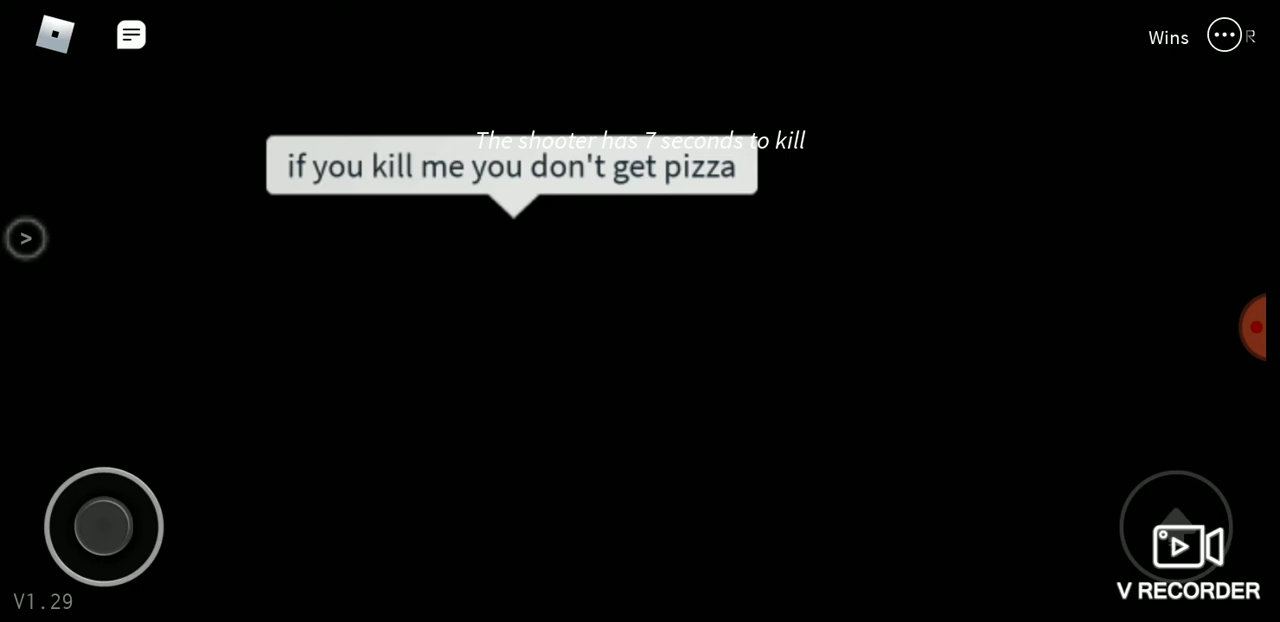 Wins
R
The shooter has 7 seconds to kill
if you kill me you don't get pizza
>
V1.29
V RECORDER